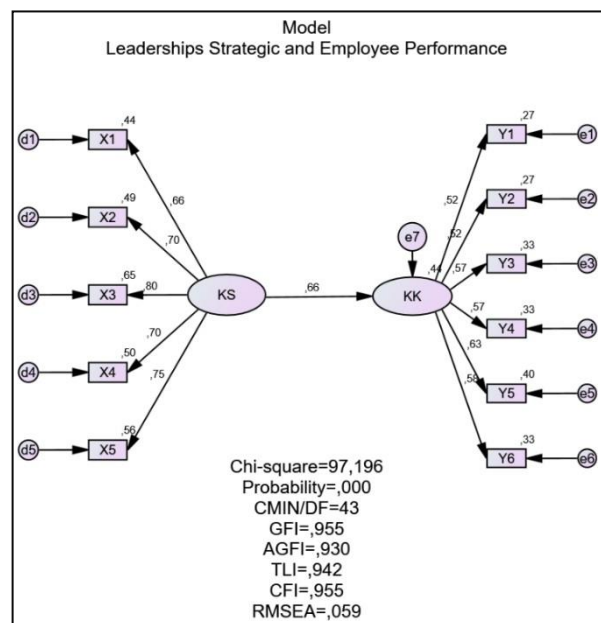 Model
Leaderships Strategic and Employee Performance
,44
d1 X1
,66
,49
d2 X2
,70
,65
d3 X3
,80
KS
,66
,50
d4 X4
,70
,75
,56
d5 X5
e7
,44
KK
,27
Y1 e1
,52
,27
Y2 e2
,52
,33
Y3 e3
,57
,33
Y4 e4
,57
,63
,40
Y5 e5
,58
,33
Y6 e6
Chi-square=97,196
Probability=,000
CMIN/DF=43
GFI=,955
AGFI=,930
TLI=,942
CFI=,955
RMSEA=,059